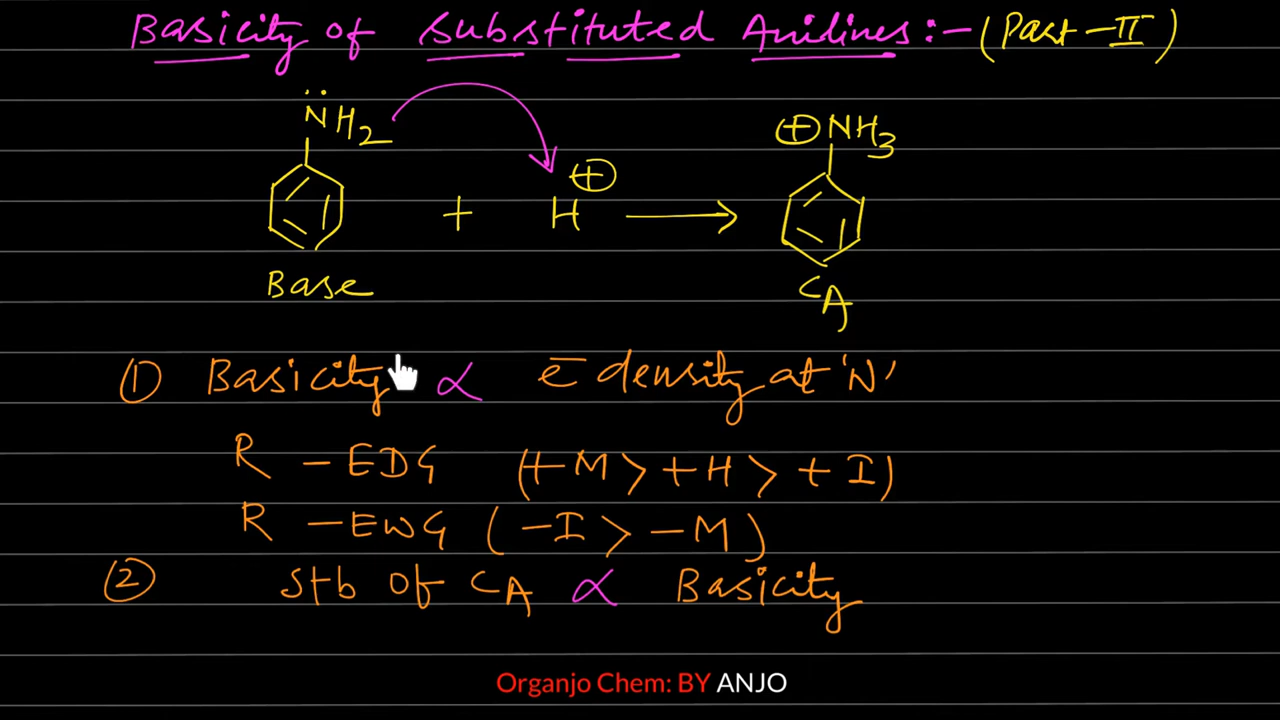 Basicity of Substituted Anilines:- (Part-II)
N̈H₂
⊕NH₃
+ H⊕ ⟶
Base
CA
① Basicity ∝ e̅ density at 'N'
R - EDG (+M > +H > +I)
R - EWG (-I > -M)
② Stb of CA ∝ Basicity
Organjo Chem: BY ANJO